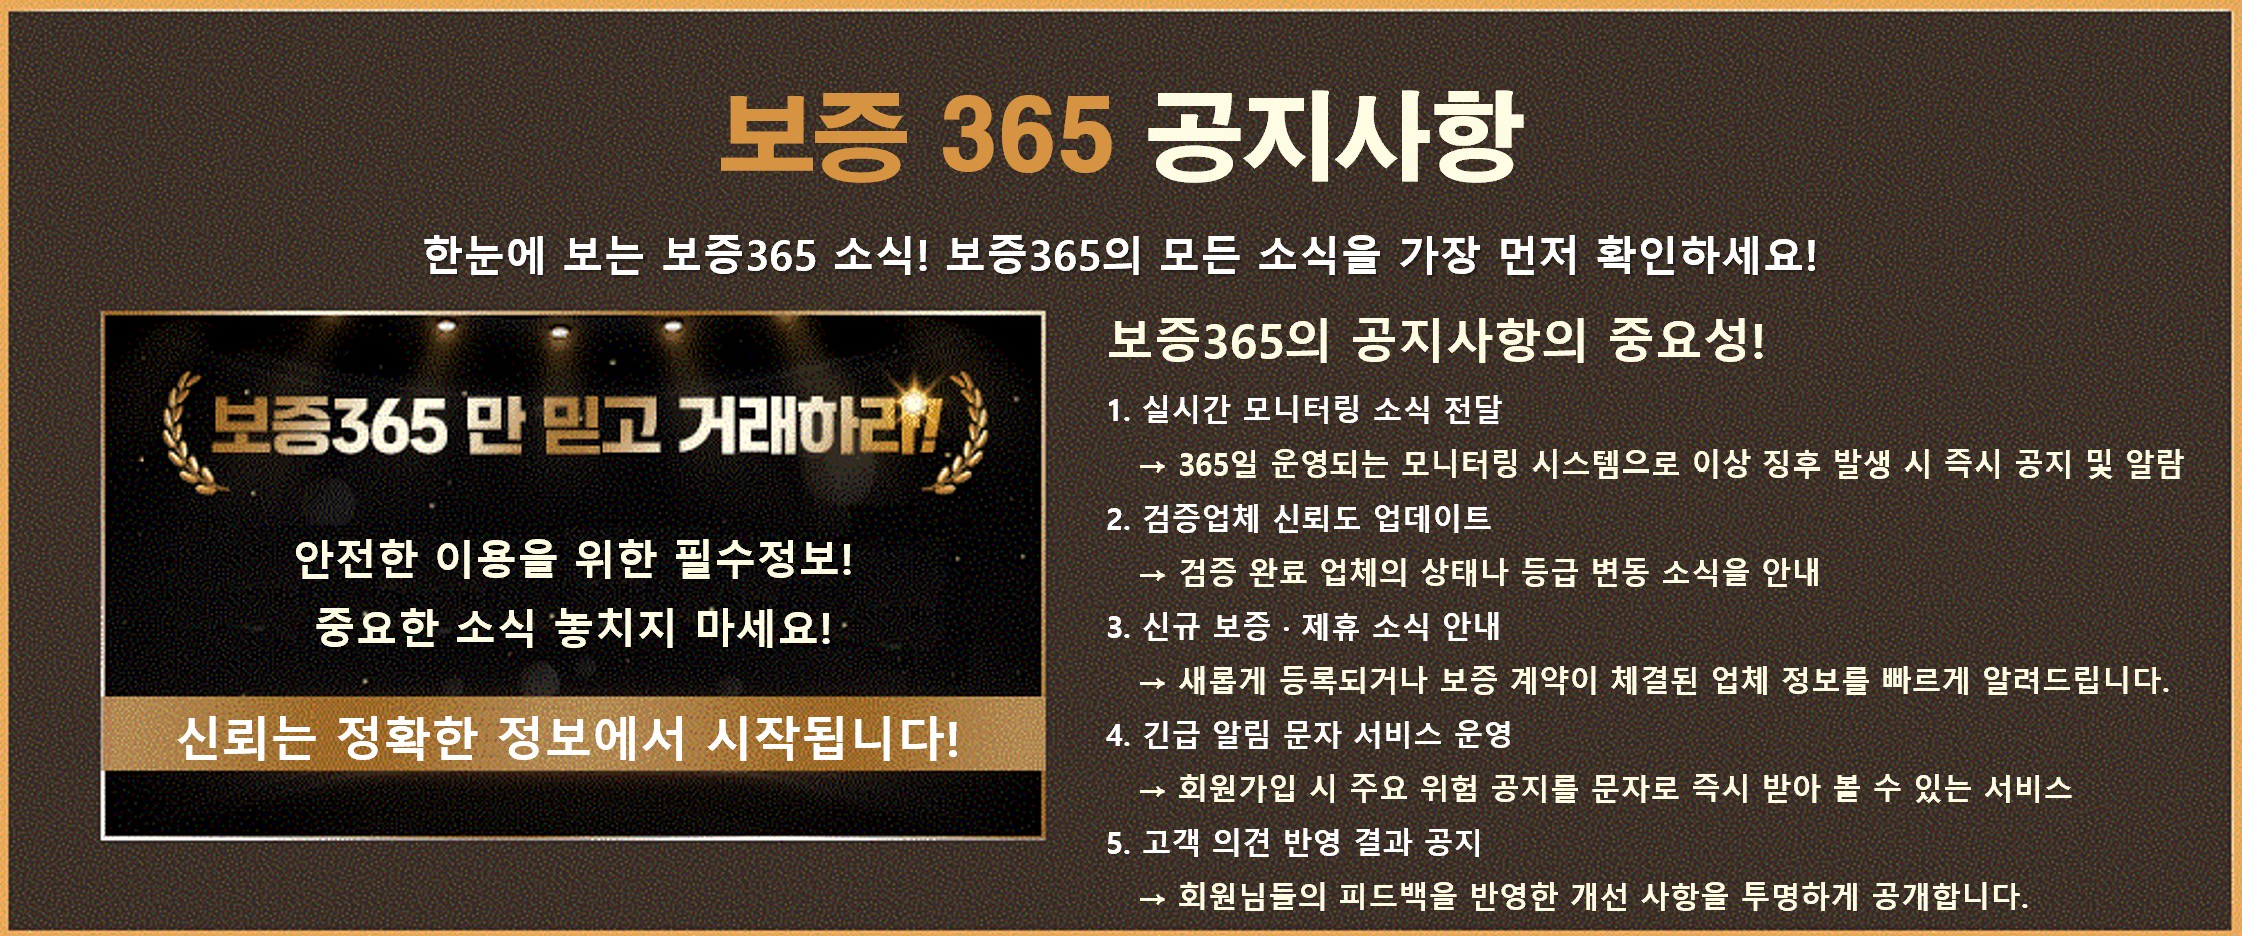 보증 365 공지사항
한눈에 보는 보증365 소식! 보증365의 모든 소식을 가장 먼저 확인하세요!
보증365 만 믿고 거래하라!
안전한 이용을 위한 필수정보!
중요한 소식 놓치지 마세요!
신뢰는 정확한 정보에서 시작됩니다!
보증365의 공지사항의 중요성!
1. 실시간 모니터링 소식 전달
→ 365일 운영되는 모니터링 시스템으로 이상 징후 발생 시 즉시 공지 및 알람
2. 검증업체 신뢰도 업데이트
→ 검증 완료 업체의 상태나 등급 변동 소식을 안내
3. 신규 보증 · 제휴 소식 안내
→ 새롭게 등록되거나 보증 계약이 체결된 업체 정보를 빠르게 알려드립니다.
4. 긴급 알림 문자 서비스 운영
→ 회원가입 시 주요 위험 공지를 문자로 즉시 받아 볼 수 있는 서비스
5. 고객 의견 반영 결과 공지
→ 회원님들의 피드백을 반영한 개선 사항을 투명하게 공개합니다.